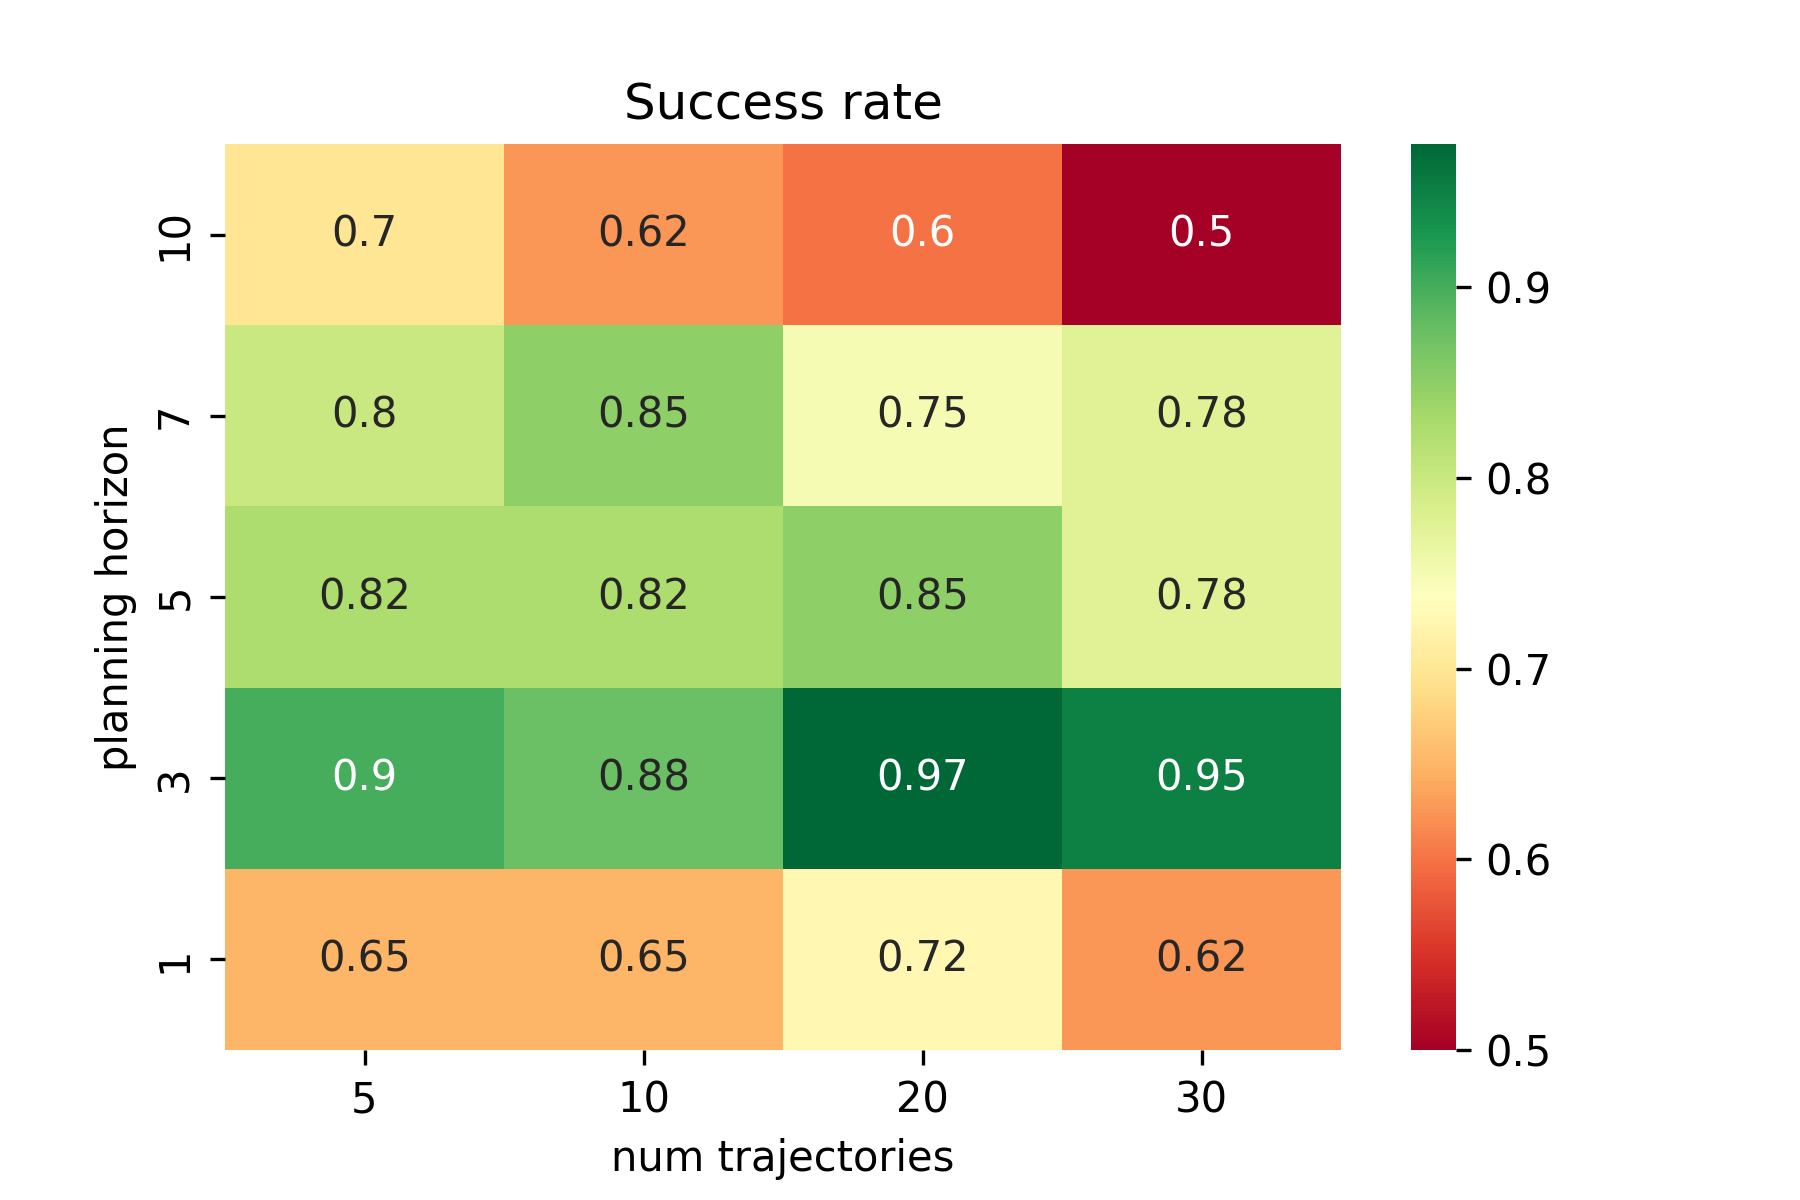 Success rate
10 0.7 0.62 0.6 0.5
7 0.8 0.85 0.75 0.78
5 0.82 0.82 0.85 0.78
3 0.9 0.88 0.97 0.95
1 0.65 0.65 0.72 0.62
5 10 20 30
num trajectories
planning horizon
0.9
0.8
0.7
0.6
0.5